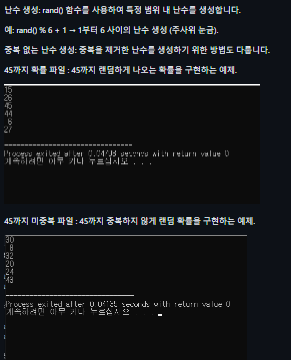 난수 생성: rand() 함수를 사용하여 특정 범위 내 난수를 생성합니다.
예: rand() % 6 + 1 → 1부터 6 사이의 난수 생성 (주사위 눈금).
중복 없는 난수 생성: 중복을 제거한 난수를 생성하기 위한 방법도 다룹니다.
45까지 확률 파일 : 45까지 랜덤하게 나오는 확률을 구현하는 예제.
15
26
45
44
6
27
--------------------------------
Process exited after seconds with return value 0
계속하려면 아무 키나 누르십시오 . . .
45까지 미중복 파일 : 45까지 중복하지 않게 랜덤 확률을 구현하는 예제.
30
18
32
20
24
43
--------------------------------
Process exited after seconds with return value 0
계속하려면 아무 키나 누르십시오